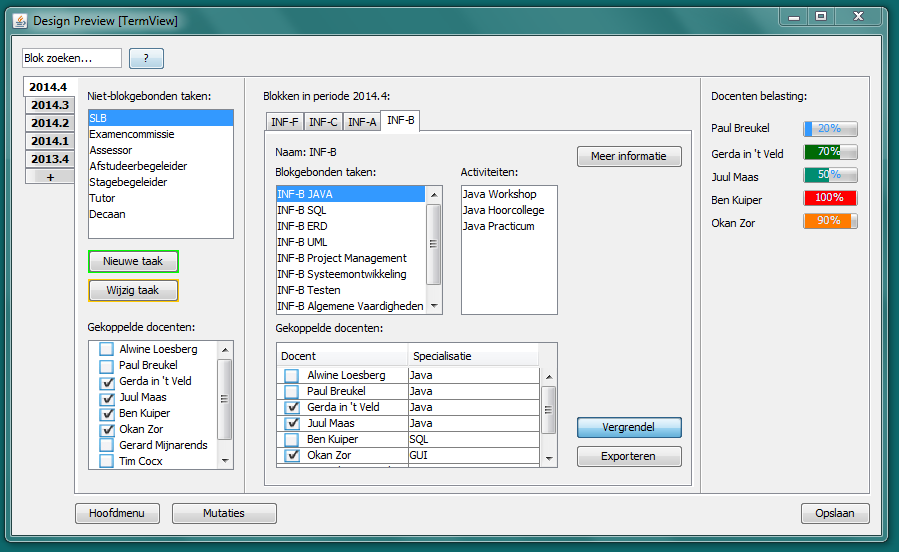 Design Preview [TermView]
Blok zoeken...
?
2014.4
2014.3
2014.2
2014.1
2013.4
+
Niet-blokgebonden taken:
SLB
Examencommissie
Assessor
Afstudeerbegeleider
Stagebegeleider
Tutor
Decaan
Nieuwe taak
Wijzig taak
Gekoppelde docenten:
Alwine Loesberg
Paul Breukel
Gerda in 't Veld
Juul Maas
Ben Kuiper
Okan Zor
Gerard Mijnarends
Tim Cocx
Blokken in periode 2014.4:
INF-F INF-C INF-A INF-B
Naam: INF-B
Meer informatie
Blokgebonden taken:
INF-B JAVA
INF-B SQL
INF-B ERD
INF-B UML
INF-B Project Management
INF-B Systeemontwikkeling
INF-B Testen
INF-B Algemene Vaardigheden
Activiteiten:
Java Workshop
Java Hoorcollege
Java Practicum
Gekoppelde docenten:
Docent Specialisatie
Alwine Loesberg Java
Paul Breukel Java
Gerda in 't Veld Java
Juul Maas Java
Ben Kuiper SQL
Okan Zor GUI
Vergrendel
Exporteren
Docenten belasting:
Paul Breukel 20%
Gerda in 't Veld 70%
Juul Maas 50%
Ben Kuiper 100%
Okan Zor 90%
Hoofdmenu
Mutaties
Opslaan